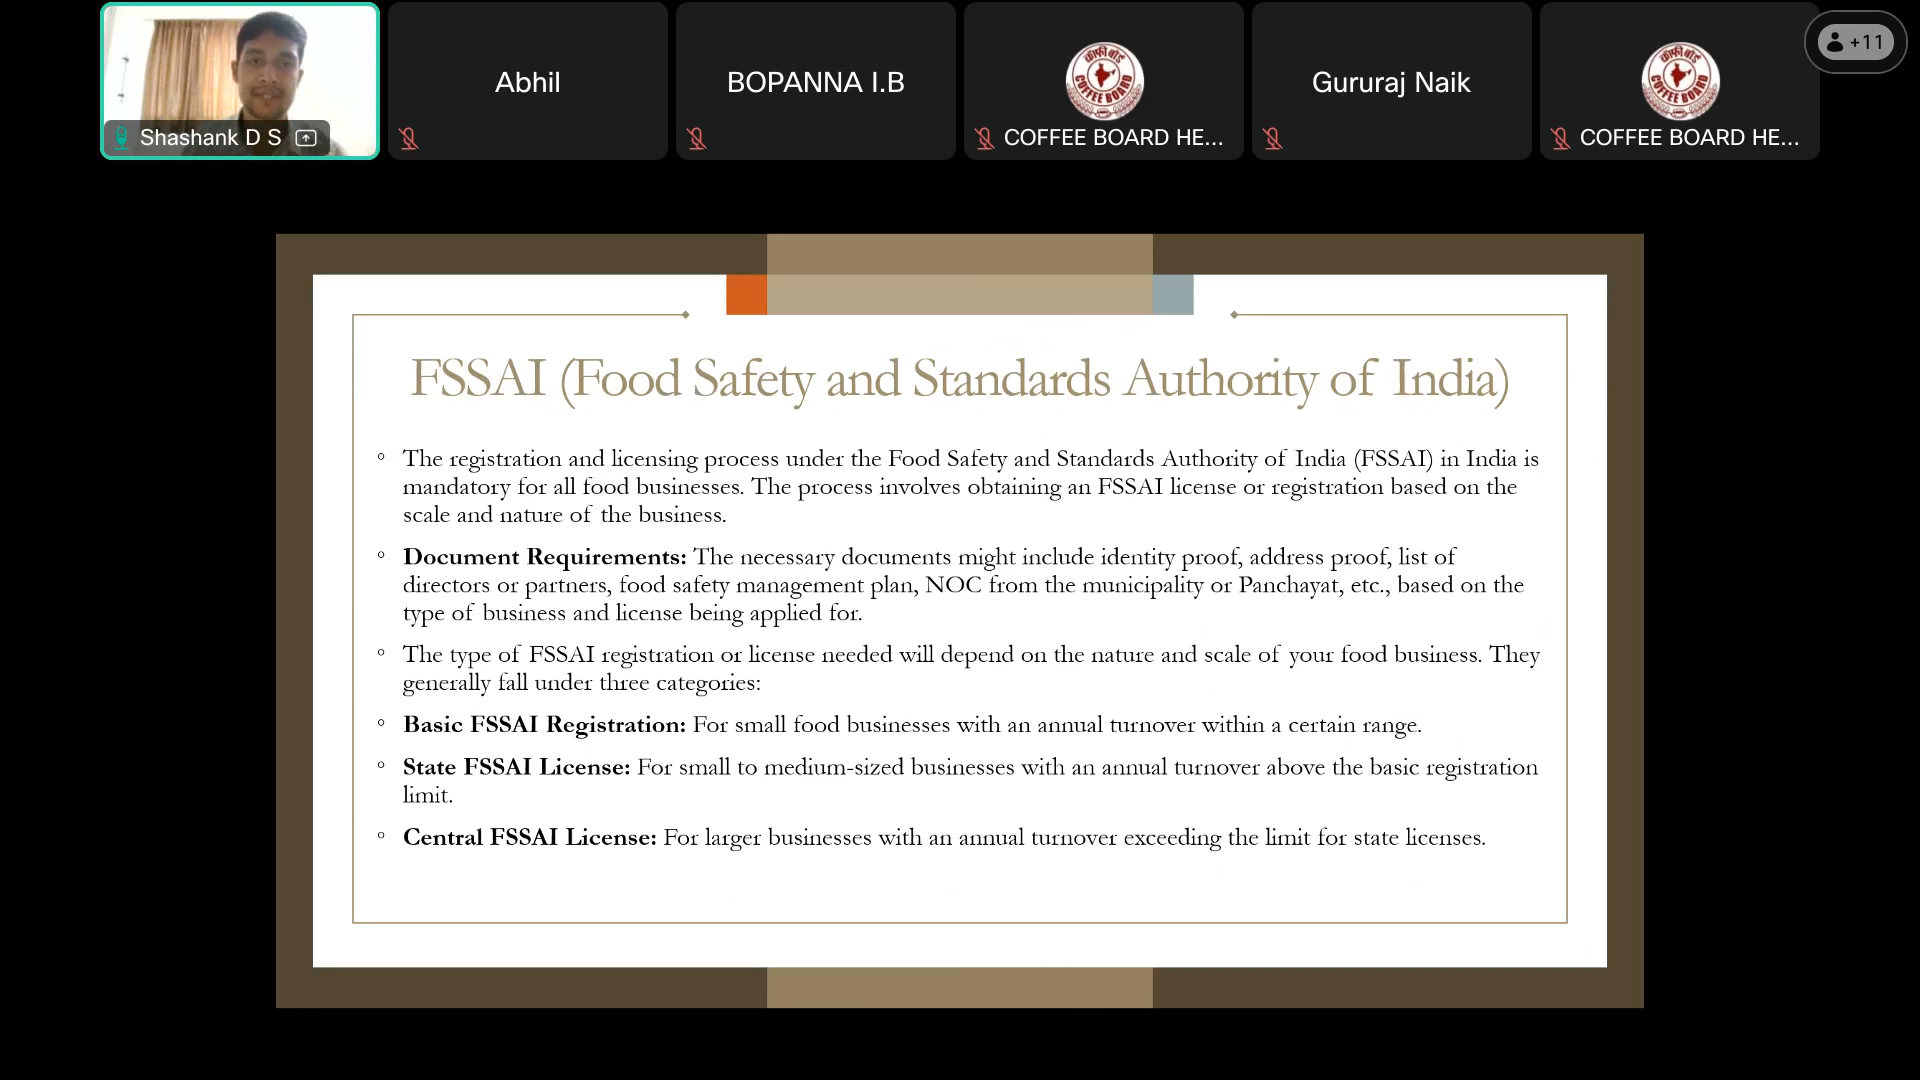 Shashank D S
Abhil
BOPANNA I.B
कॉफी बोर्ड
COFFEE BOARD
COFFEE BOARD HE...
Gururaj Naik
कॉफी बोर्ड
COFFEE BOARD
COFFEE BOARD HE...
+11
FSSAI (Food Safety and Standards Authority of India)
◦ The registration and licensing process under the Food Safety and Standards Authority of India (FSSAI) in India is
mandatory for all food businesses. The process involves obtaining an FSSAI license or registration based on the
scale and nature of the business.
◦ Document Requirements: The necessary documents might include identity proof, address proof, list of
directors or partners, food safety management plan, NOC from the municipality or Panchayat, etc., based on the
type of business and license being applied for.
◦ The type of FSSAI registration or license needed will depend on the nature and scale of your food business. They
generally fall under three categories:
◦ Basic FSSAI Registration: For small food businesses with an annual turnover within a certain range.
◦ State FSSAI License: For small to medium-sized businesses with an annual turnover above the basic registration
limit.
◦ Central FSSAI License: For larger businesses with an annual turnover exceeding the limit for state licenses.